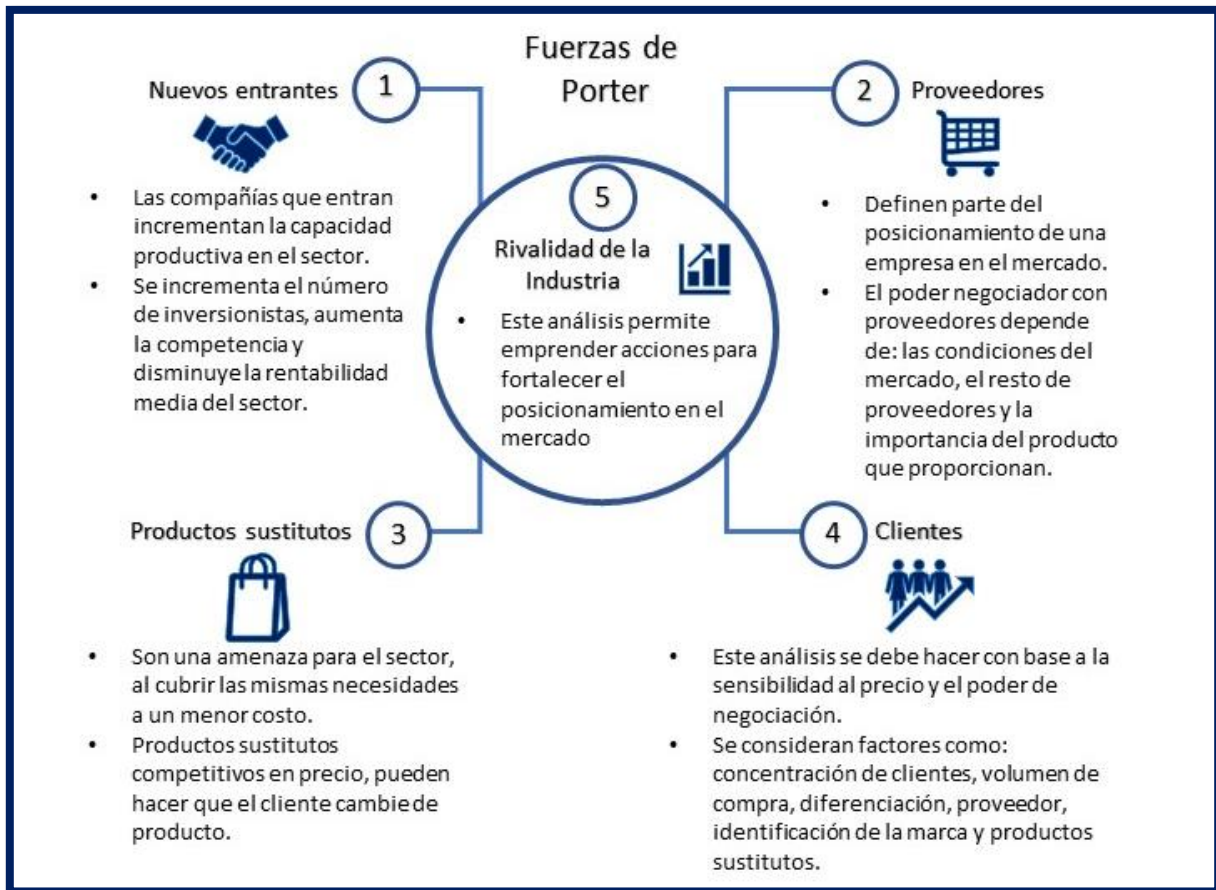 Fuerzas de
Porter
Nuevos entrantes
1
• Las compañías que entran
incrementan la capacidad
productiva en el sector.
• Se incrementa el número
de inversionistas, aumenta
la competencia y
disminuye la rentabilidad
media del sector.
2
Proveedores
• Definen parte del
posicionamiento de una
empresa en el mercado.
• El poder negociador con
proveedores depende
de: las condiciones del
mercado, el resto de
proveedores y la
importancia del producto
que proporcionan.
5
Rivalidad de la
Industria
• Este análisis permite
emprender acciones para
fortalecer el
posicionamiento en el
mercado
Productos sustitutos
3
• Son una amenaza para el sector,
al cubrir las mismas necesidades
a un menor costo.
• Productos sustitutos
competitivos en precio, pueden
hacer que el cliente cambie de
producto.
4
Clientes
• Este análisis se debe hacer con base a la
sensibilidad al precio y el poder de
negociación.
• Se consideran factores como:
concentración de clientes, volumen de
compra, diferenciación, proveedor,
identificación de la marca y productos
sustitutos.